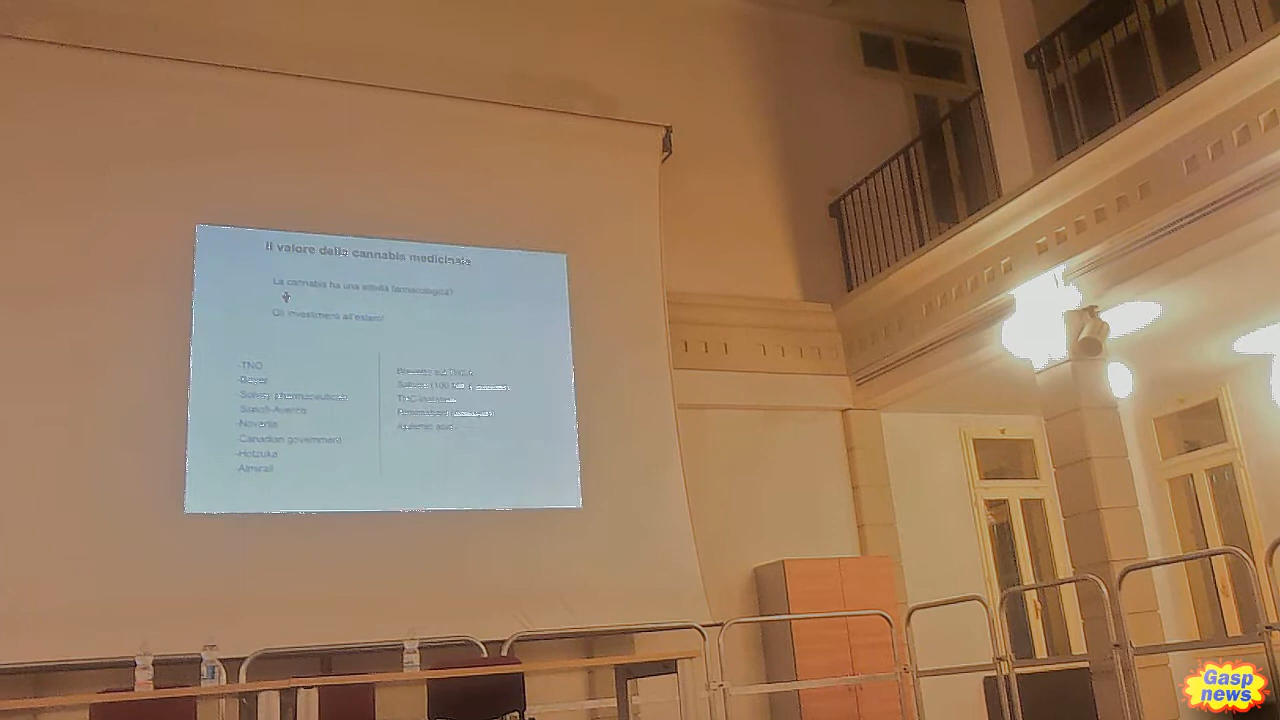 Il valore della cannabis medicinale
La cannabis ha una attività farmacologica?
Gli investimenti all'estero!
-TNO
-Bayer
-Solvay pharmaceuticals
-Sanofi-Aventis
-Novartis
-Canadian government
-Hotzuka
-Almirall
Ajulemic acid
Gasp
news